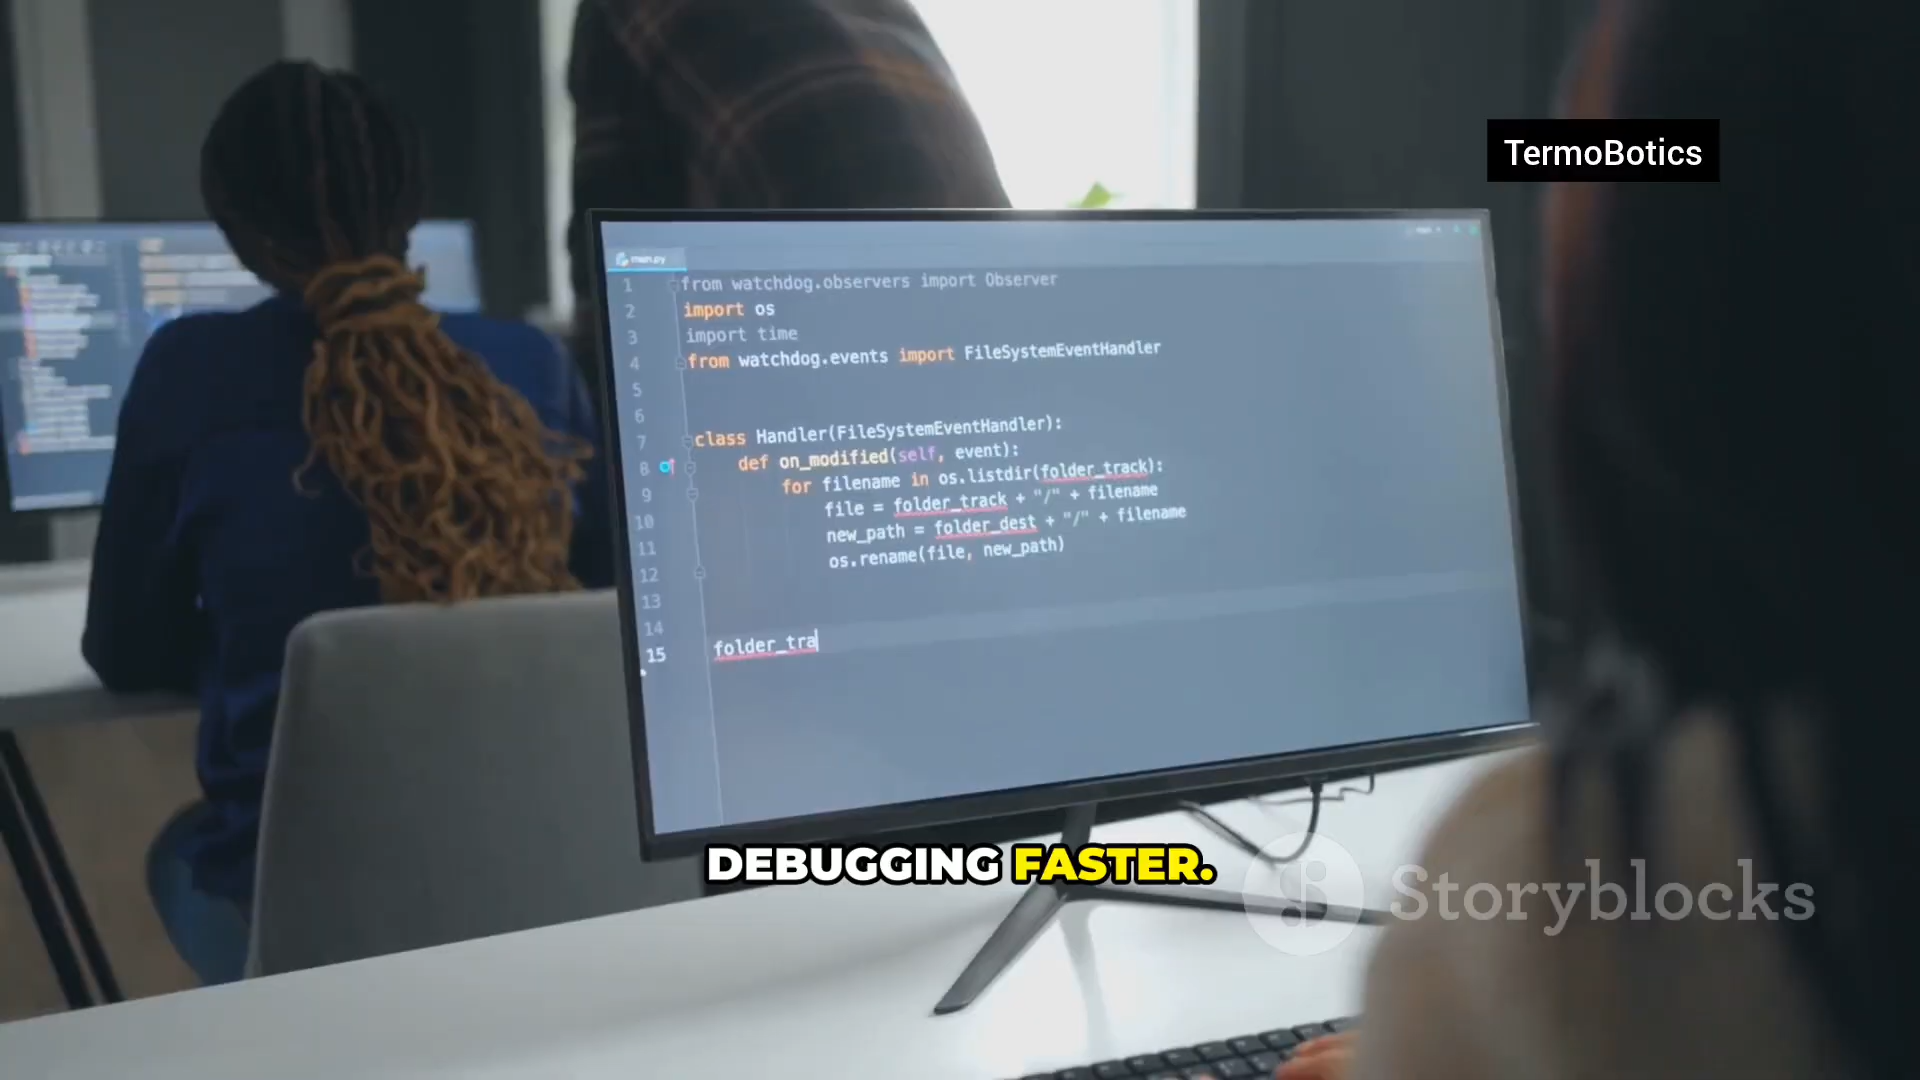 TermoBotics
main.py
1 from watchdog.observers import Observer
2 import os
3 import time
4 from watchdog.events import import FileSystemEventHandler
5
6
7 class Handler(FileSystemEventHandler):
8 def on_modified(self, event):
9 for filename in os.listdir(folder_track):
10 file = folder_track + "/" + filename
11 new_path = folder_dest + "/" + filename
12 os.rename(file, new_path)
13
14
15 folder_tra
DEBUGGING FASTER.
Storyblocks